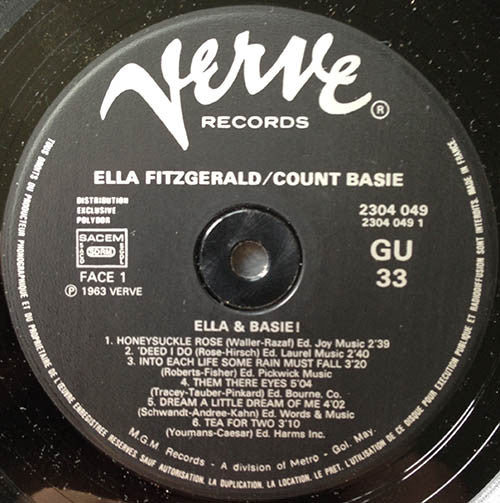 Verve
®
RECORDS
ELLA FITZGERALD/COUNT BASIE
DISTRIBUTION
EXCLUSIVE
POLYDOR
2304 049
2304 049 1
SACEM
SACD
SDRM
SGDL
GU
33
FACE 1
Ⓟ 1963 VERVE
ELLA & BASIE!
1. HONEYSUCKLE ROSE (Waller-Razaf) Ed. Joy Music 2'39
2. 'DEED I DO (Rose-Hirsch) Ed. Laurel Music 2'40
3. INTO EACH LIFE SOME RAIN MUST FALL 3'20
(Roberts-Fisher) Ed. Pickwick Music
4. THEM THERE EYES 5'04
(Tracey-Tauber-Pinkard) Ed. Bourne. Co.
5. DREAM A LITTLE DREAM OF ME 4'02
(Schwandt-Andree-Kahn) Ed. Words & Music
6. TEA FOR TWO 3'10
(Youmans-Caesar) Ed. Harms Inc.
M.G.M. Records - A division of Metro - Gol. May.
TOUS DROITS DU PRODUCTEUR PHONOGRAPHIQUE ET DU PROPRIETAIRE DE L'ŒUVRE ENREGISTREE RESERVES. SAUF AUTORISATION, LA DUPLICATION, LA LOCATION, LE PRET, L'UTILISATION DE CE DISQUE POUR EXECUTION PUBLIQUE ET RADIODIFFUSION SONT INTERDITS. MADE IN FRANCE.